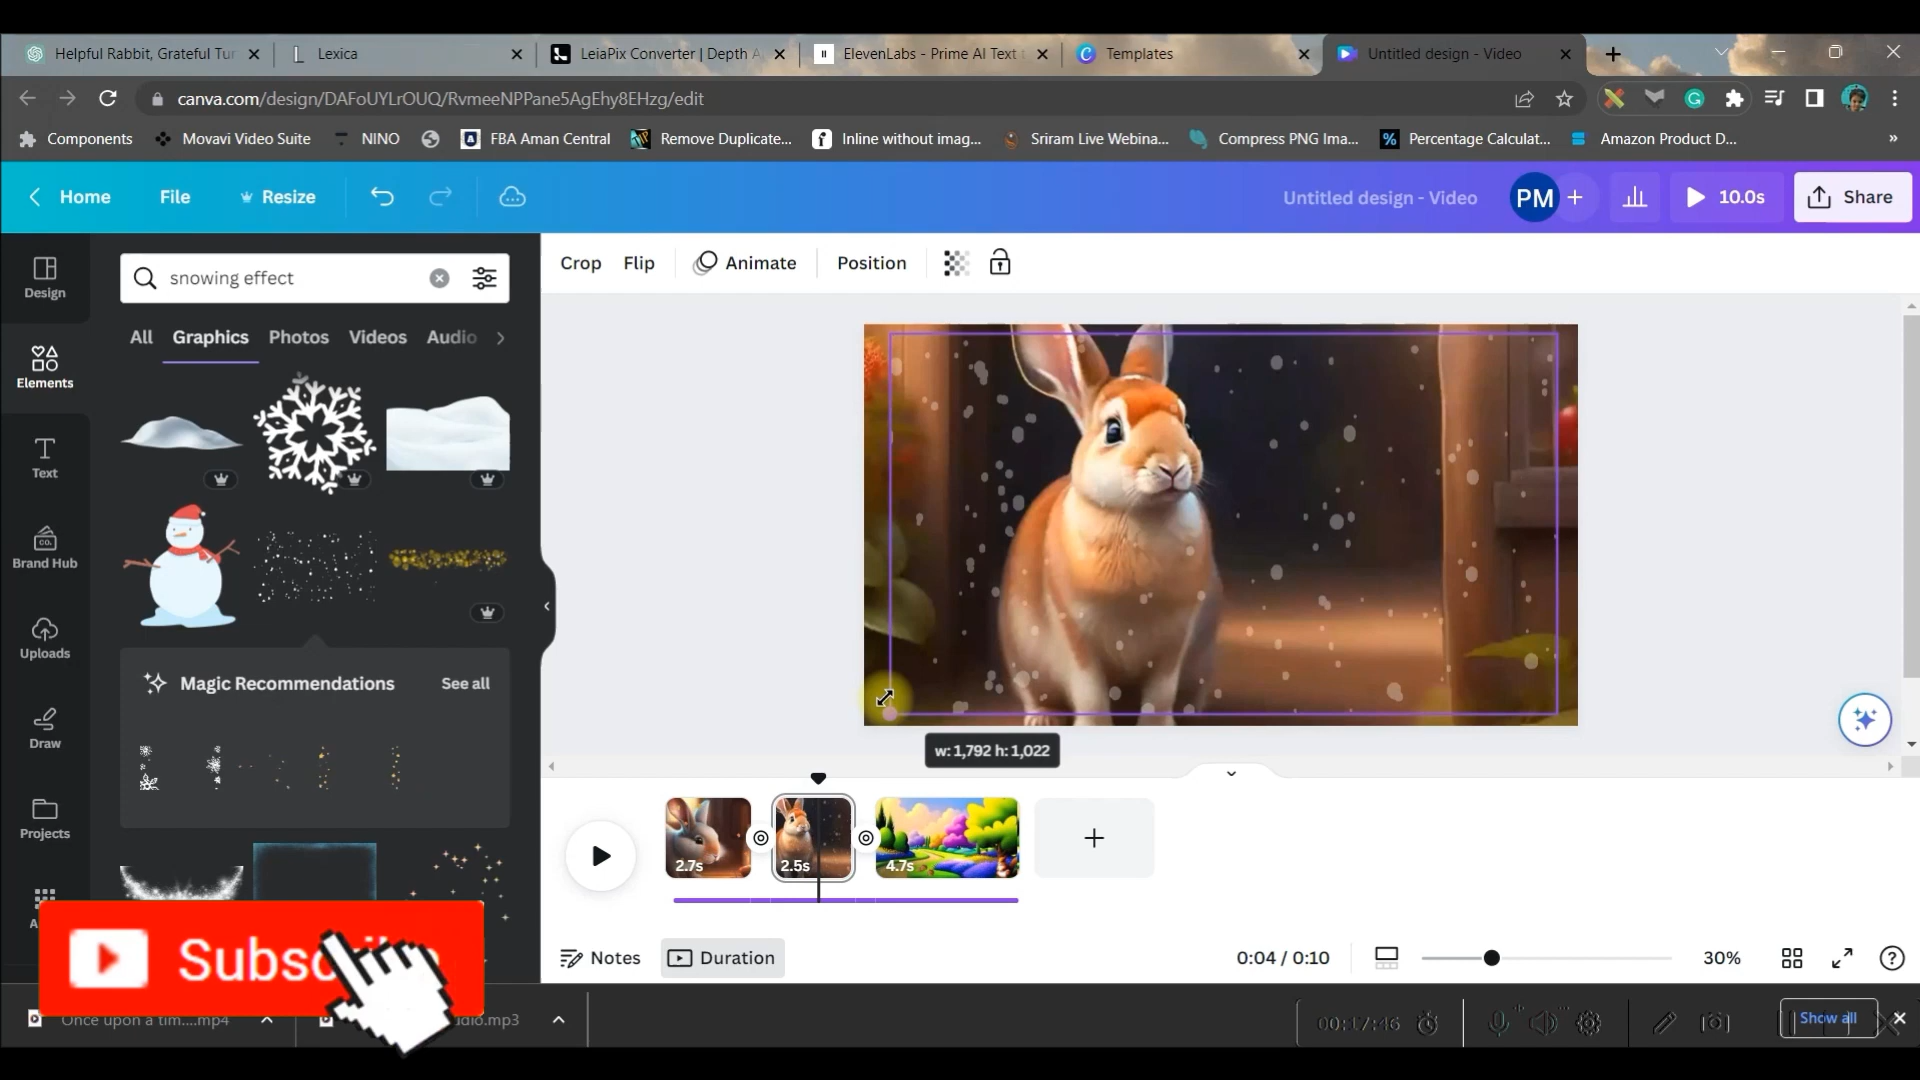 Helpful Rabbit, Grateful Tur
Lexica
LeiaPix Converter | Depth A
ElevenLabs - Prime AI Text t
Templates
Untitled design - Video
canva.com/design/DAFoUYLrOUQ/RvmeeNPPane5AgEhy8EHzg/edit
Components
Movavi Video Suite
NINO
FBA Aman Central
Remove Duplicate...
Inline without imag...
Sriram Live Webina...
Compress PNG Ima...
Percentage Calculat...
Amazon Product D...
Home
File
Resize
Untitled design - Video
PM
10.0s
Share
Design
Elements
Text
Brand Hub
Uploads
Draw
Projects
snowing effect
All
Graphics
Photos
Videos
Audio
Magic Recommendations
See all
Crop
Flip
Animate
Position
w: 1,792 h: 1,022
2.7s
2.5s
4.7s
Notes
Duration
0:04 / 0:10
30%
Once upon a tim....mp4
00:17:46
Show all